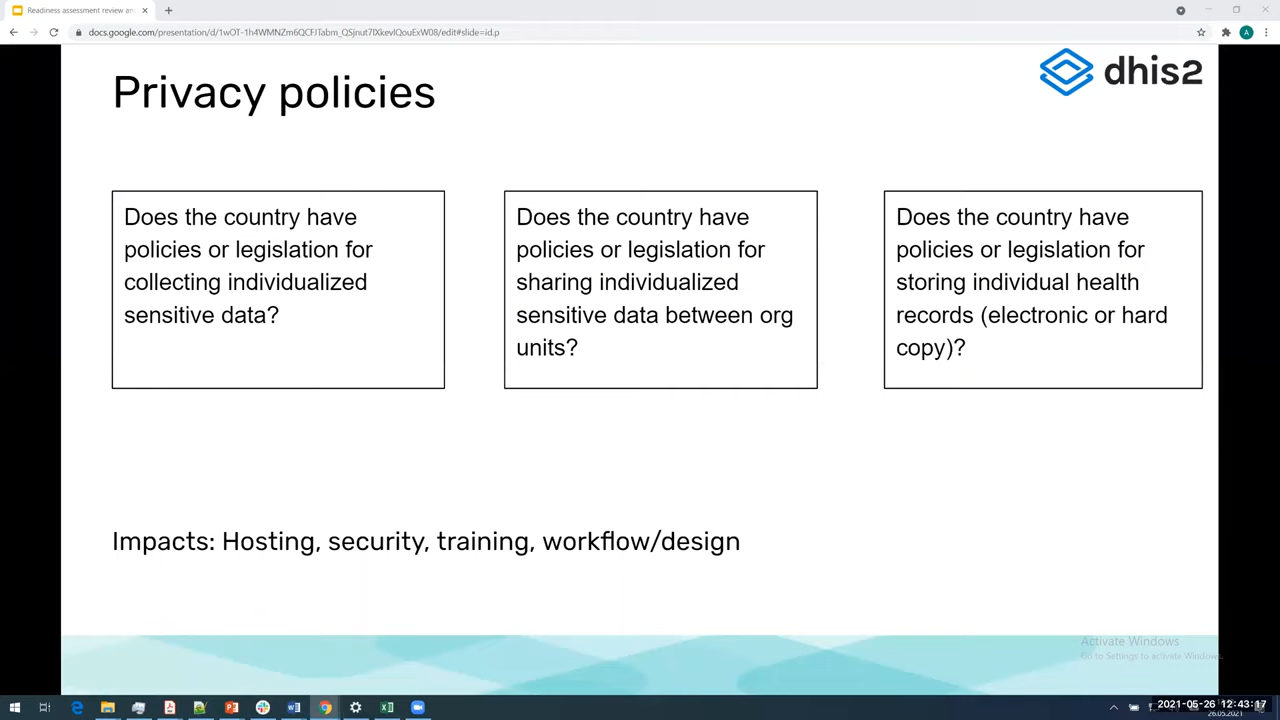 Readiness assessment review an
docs.google.com/presentation/d/1wOT-1h4WMNZm6QCFJTabm_QSjnut7IXkevIQouExW08/edit#slide=id.p
A
dhis2
Privacy policies
Does the country have
policies or legislation for
collecting individualized
sensitive data?
Does the country have
policies or legislation for
sharing individualized
sensitive data between org
units?
Does the country have
policies or legislation for
storing individual health
records (electronic or hard
copy)?
Impacts: Hosting, security, training, workflow/design
Activate Windows
Go to Settings to activate Windows.
2021-05-26 12:43:17
26.05.2021